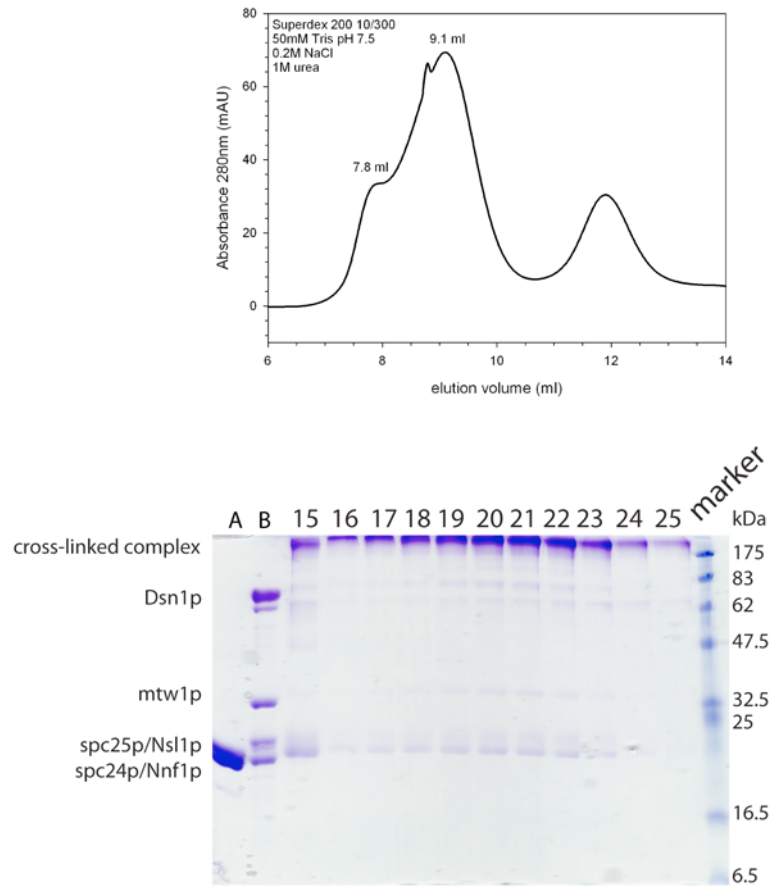 Superdex 200 10/300
50mM Tris pH 7.5
0.2M NaCl
1M urea
9.1 ml
7.8 ml
Absorbance 280nm (mAU)
80
60
40
20
0
6 8 10 12 14
elution volume (ml)
A B 15 16 17 18 19 20 21 22 23 24 25 marker
kDa
cross-linked complex
175
83
Dsn1p
62
47.5
mtw1p
32.5
25
spc25p/Nsl1p
spc24p/Nnf1p
16.5
6.5